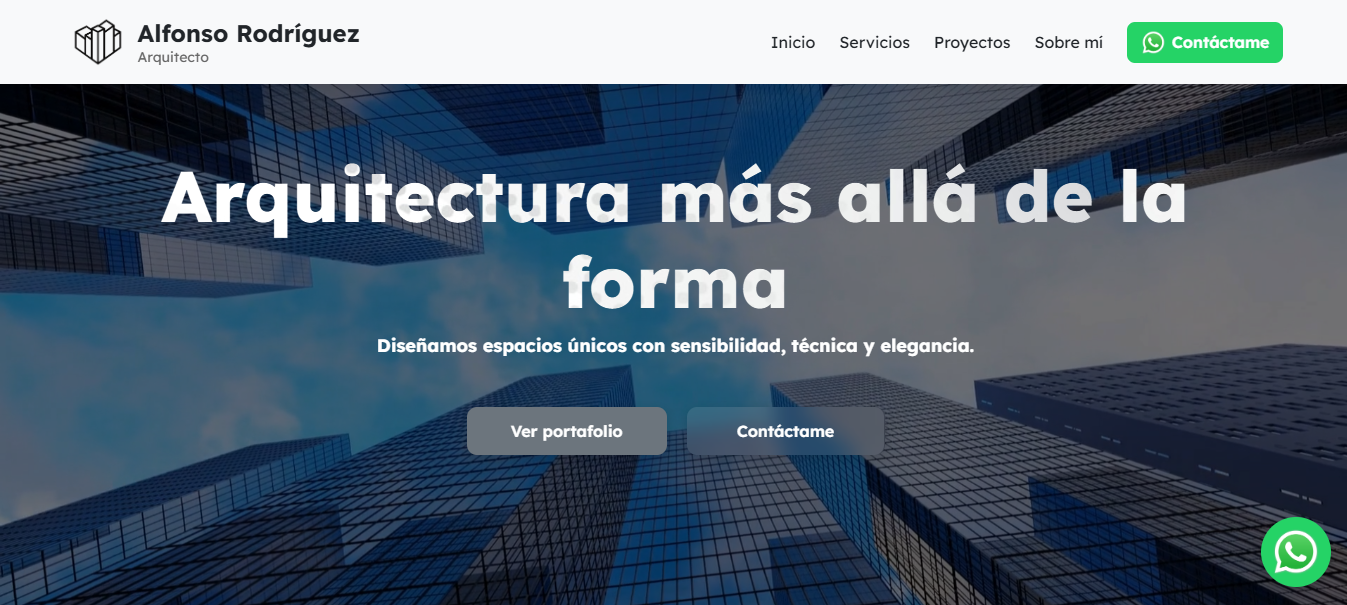 Alfonso Rodríguez
Arquitecto
Inicio Servicios Proyectos Sobre mí Contáctame
Arquitectura más allá de la
forma
Diseñamos espacios únicos con sensibilidad, técnica y elegancia.
Ver portafolio Contáctame